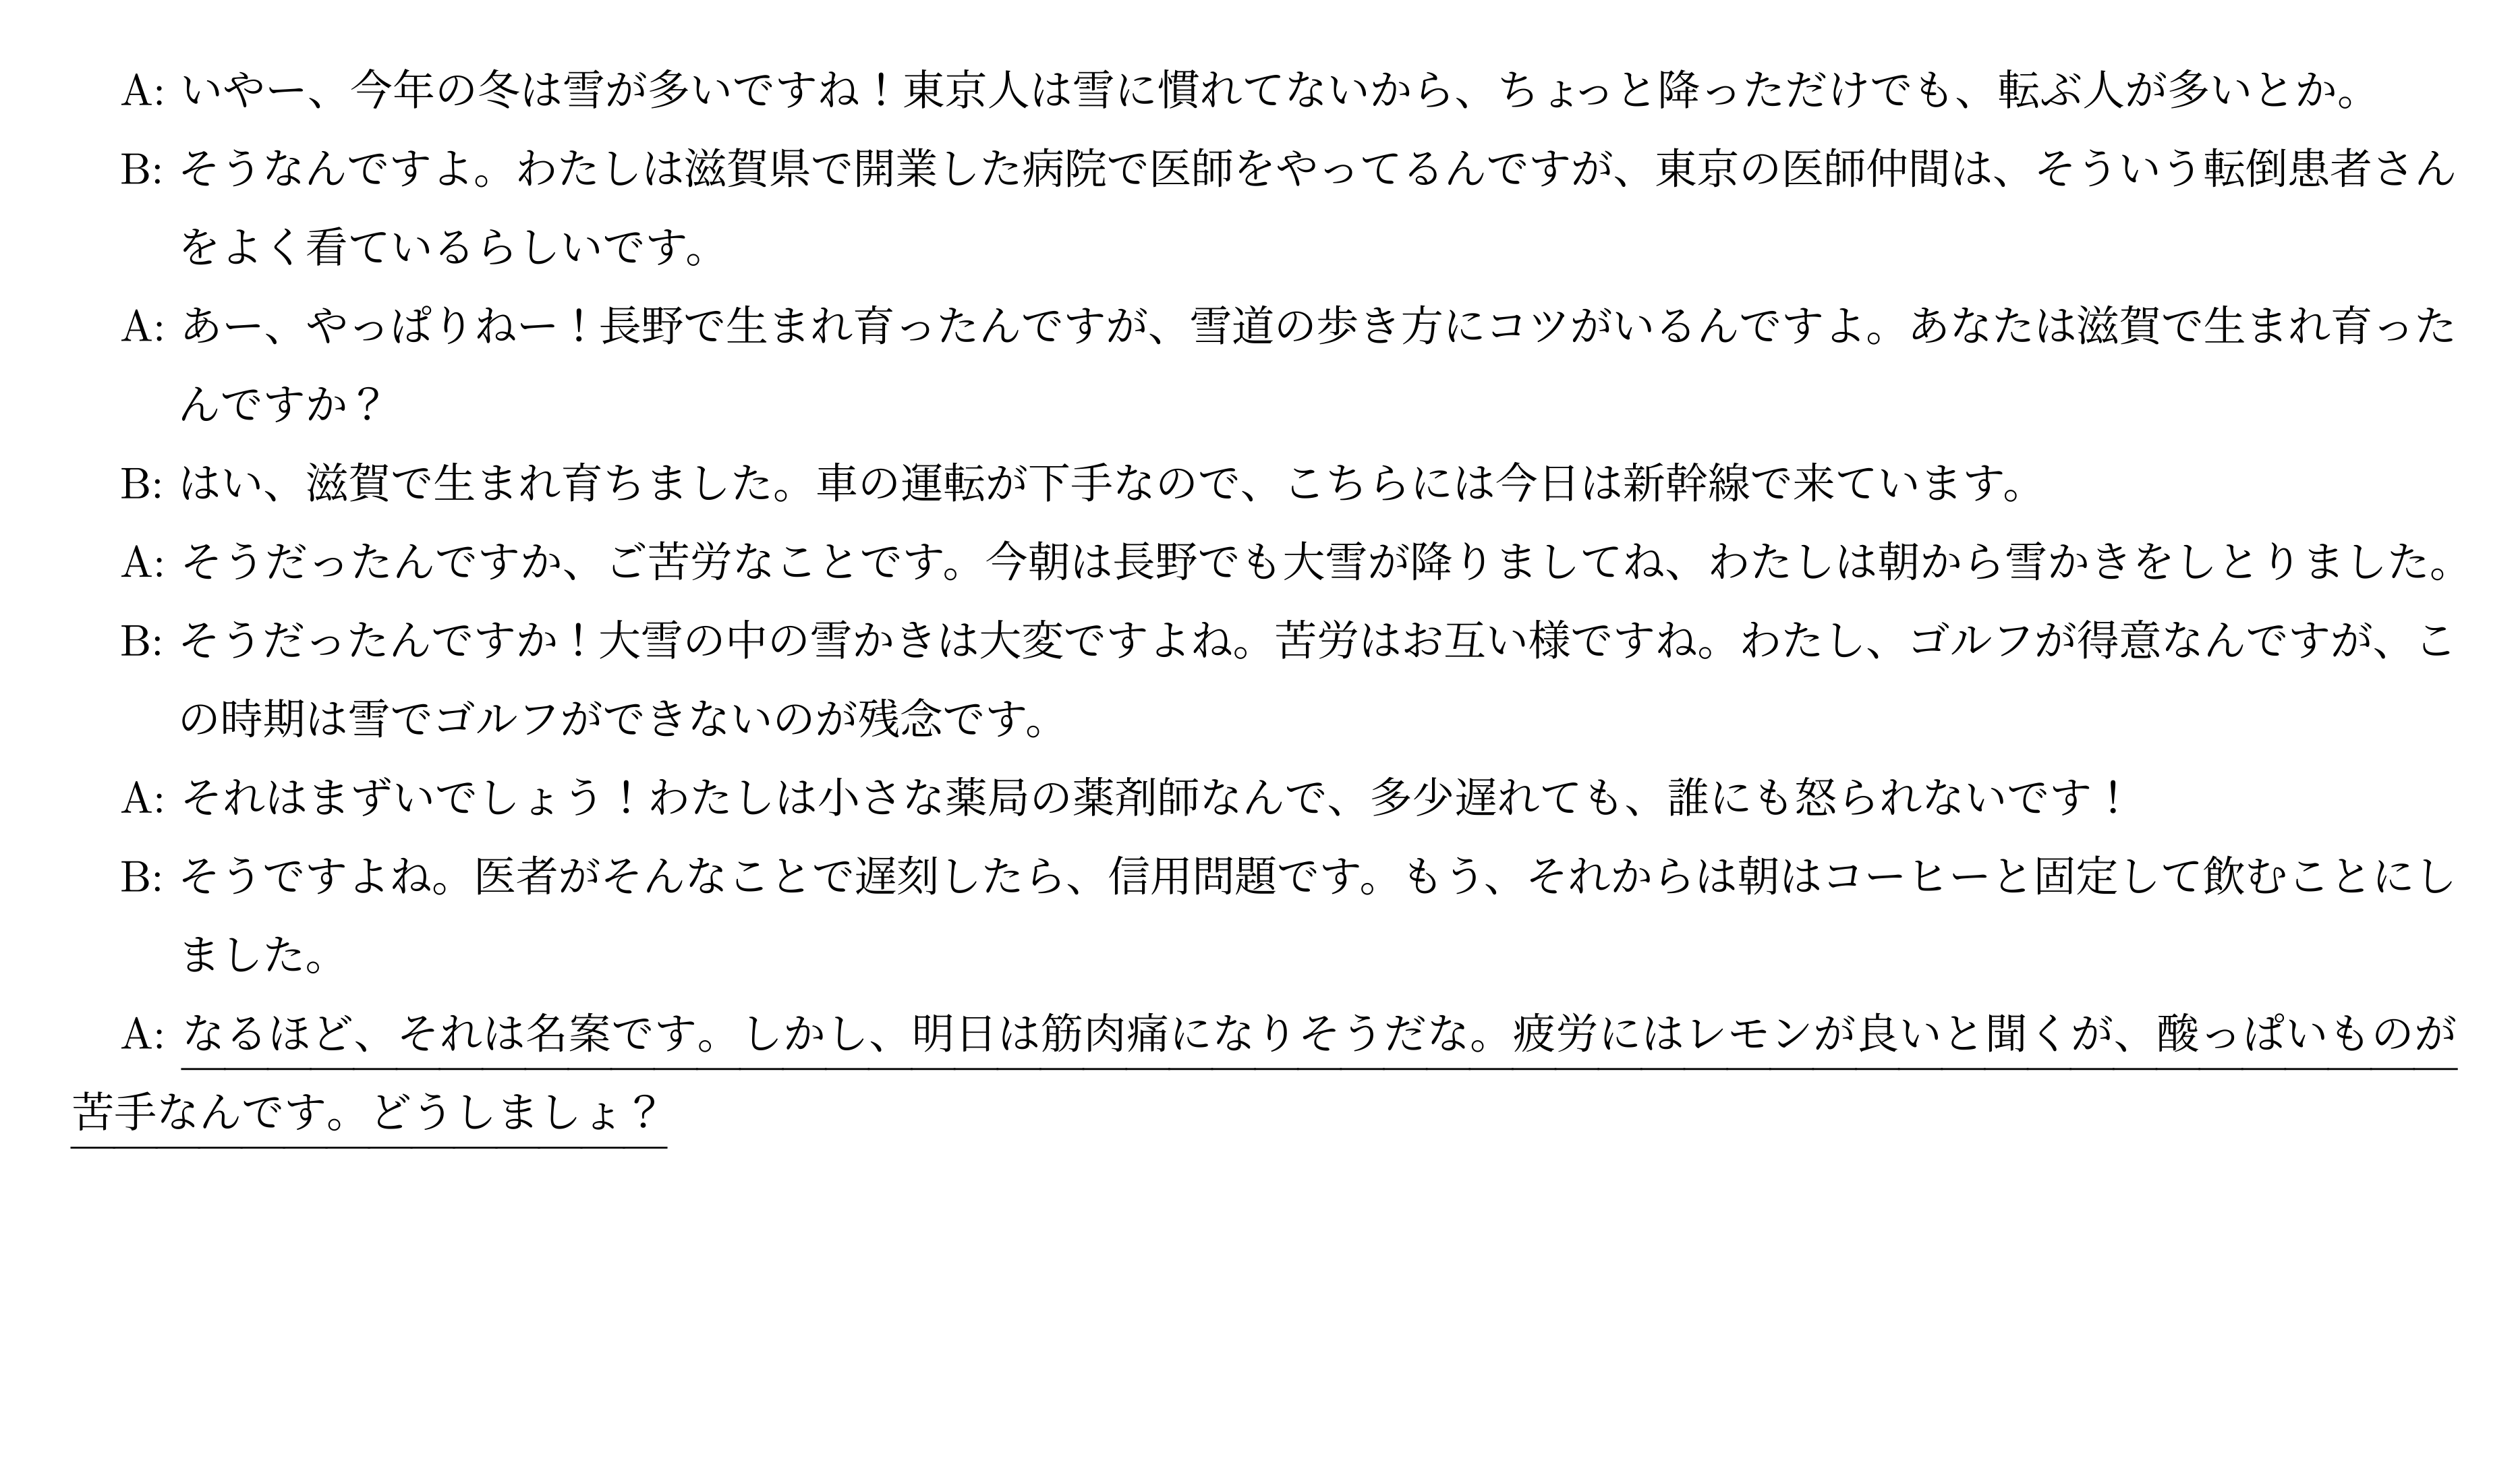 A: いやー、今年の冬は雪が多いですね！東京人は雪に慣れてないから、ちょっと降っただけでも、転ぶ人が多いとか。
B: そうなんですよ。わたしは滋賀県で開業した病院で医師をやってるんですが、東京の医師仲間は、そういう転倒患者さん
をよく看ているらしいです。
A: あー、やっぱりねー！長野で生まれ育ったんですが、雪道の歩き方にコツがいるんですよ。あなたは滋賀で生まれ育った
んですか？
B: はい、滋賀で生まれ育ちました。車の運転が下手なので、こちらには今日は新幹線で来ています。
A: そうだったんですか、ご苦労なことです。今朝は長野でも大雪が降りましてね、わたしは朝から雪かきをしとりました。
B: そうだったんですか！大雪の中の雪かきは大変ですよね。苦労はお互い様ですね。わたし、ゴルフが得意なんですが、こ
の時期は雪でゴルフができないのが残念です。
A: それはまずいでしょう！わたしは小さな薬局の薬剤師なんで、多少遅れても、誰にも怒られないです！
B: そうですよね。医者がそんなことで遅刻したら、信用問題です。もう、それからは朝はコーヒーと固定して飲むことにし
ました。
A: なるほど、それは名案です。しかし、明日は筋肉痛になりそうだな。疲労にはレモンが良いと聞くが、酸っぱいものが
苦手なんです。どうしましょ？